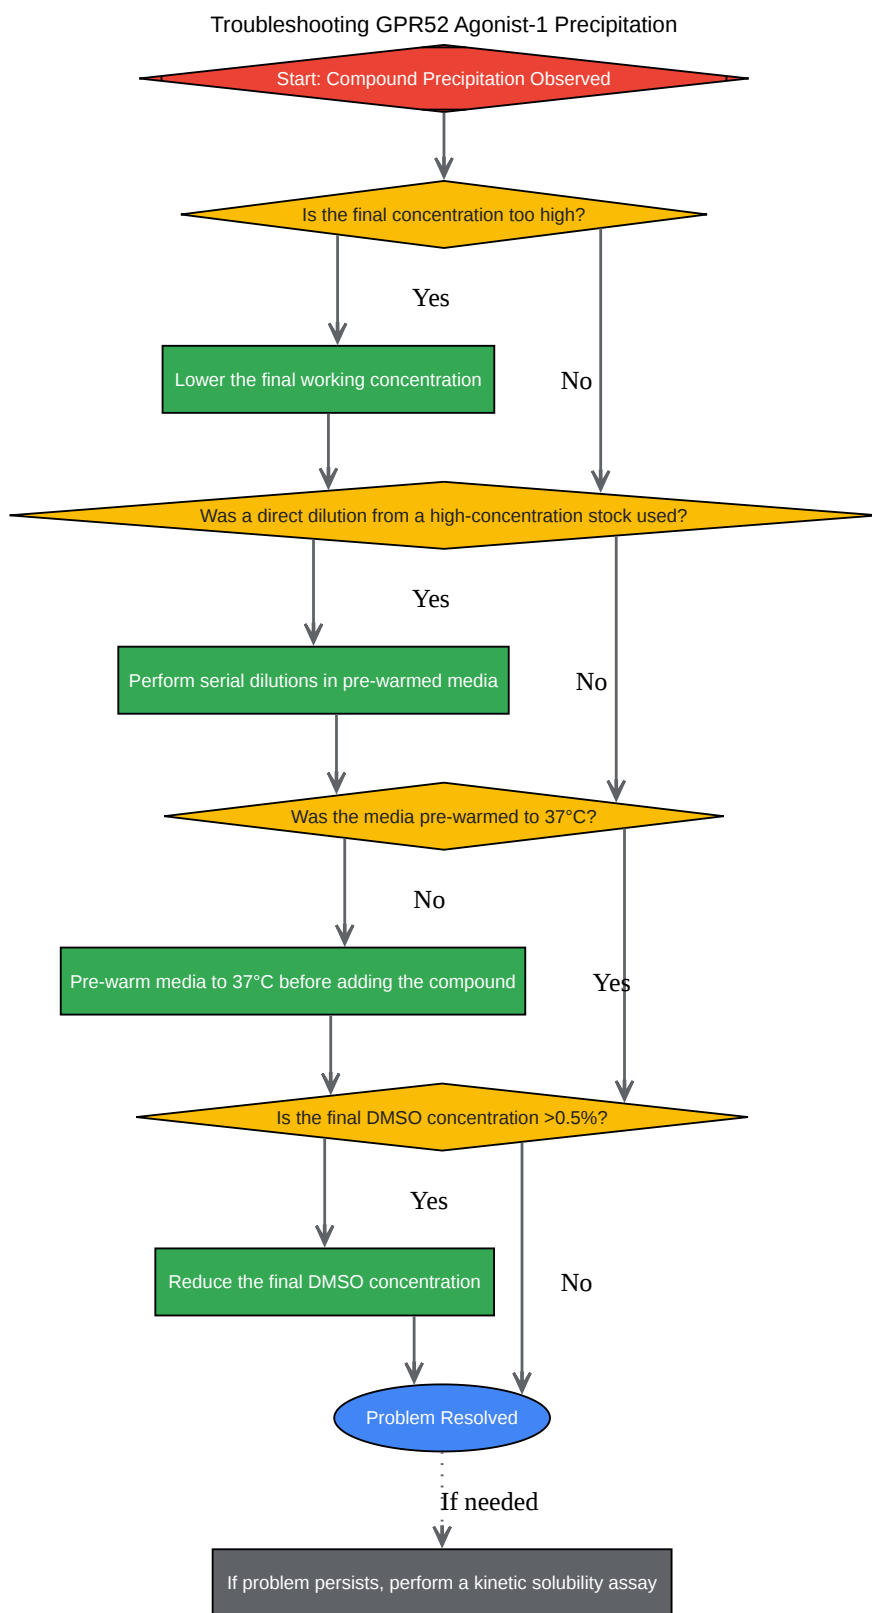 Troubleshooting GPR52 Agonist-1 Precipitation
Start: Compound Precipitation Observed
Is the final concentration too high?
Yes
Lower the final working concentration
No
Was a direct dilution from a high-concentration stock used?
Yes
Perform serial dilutions in pre-warmed media
No
Was the media pre-warmed to 37°C?
No
Pre-warm media to 37°C before adding the compound
Yes
Is the final DMSO concentration >0.5%?
Yes
Reduce the final DMSO concentration
No
Problem Resolved
If needed
If problem persists, perform a kinetic solubility assay